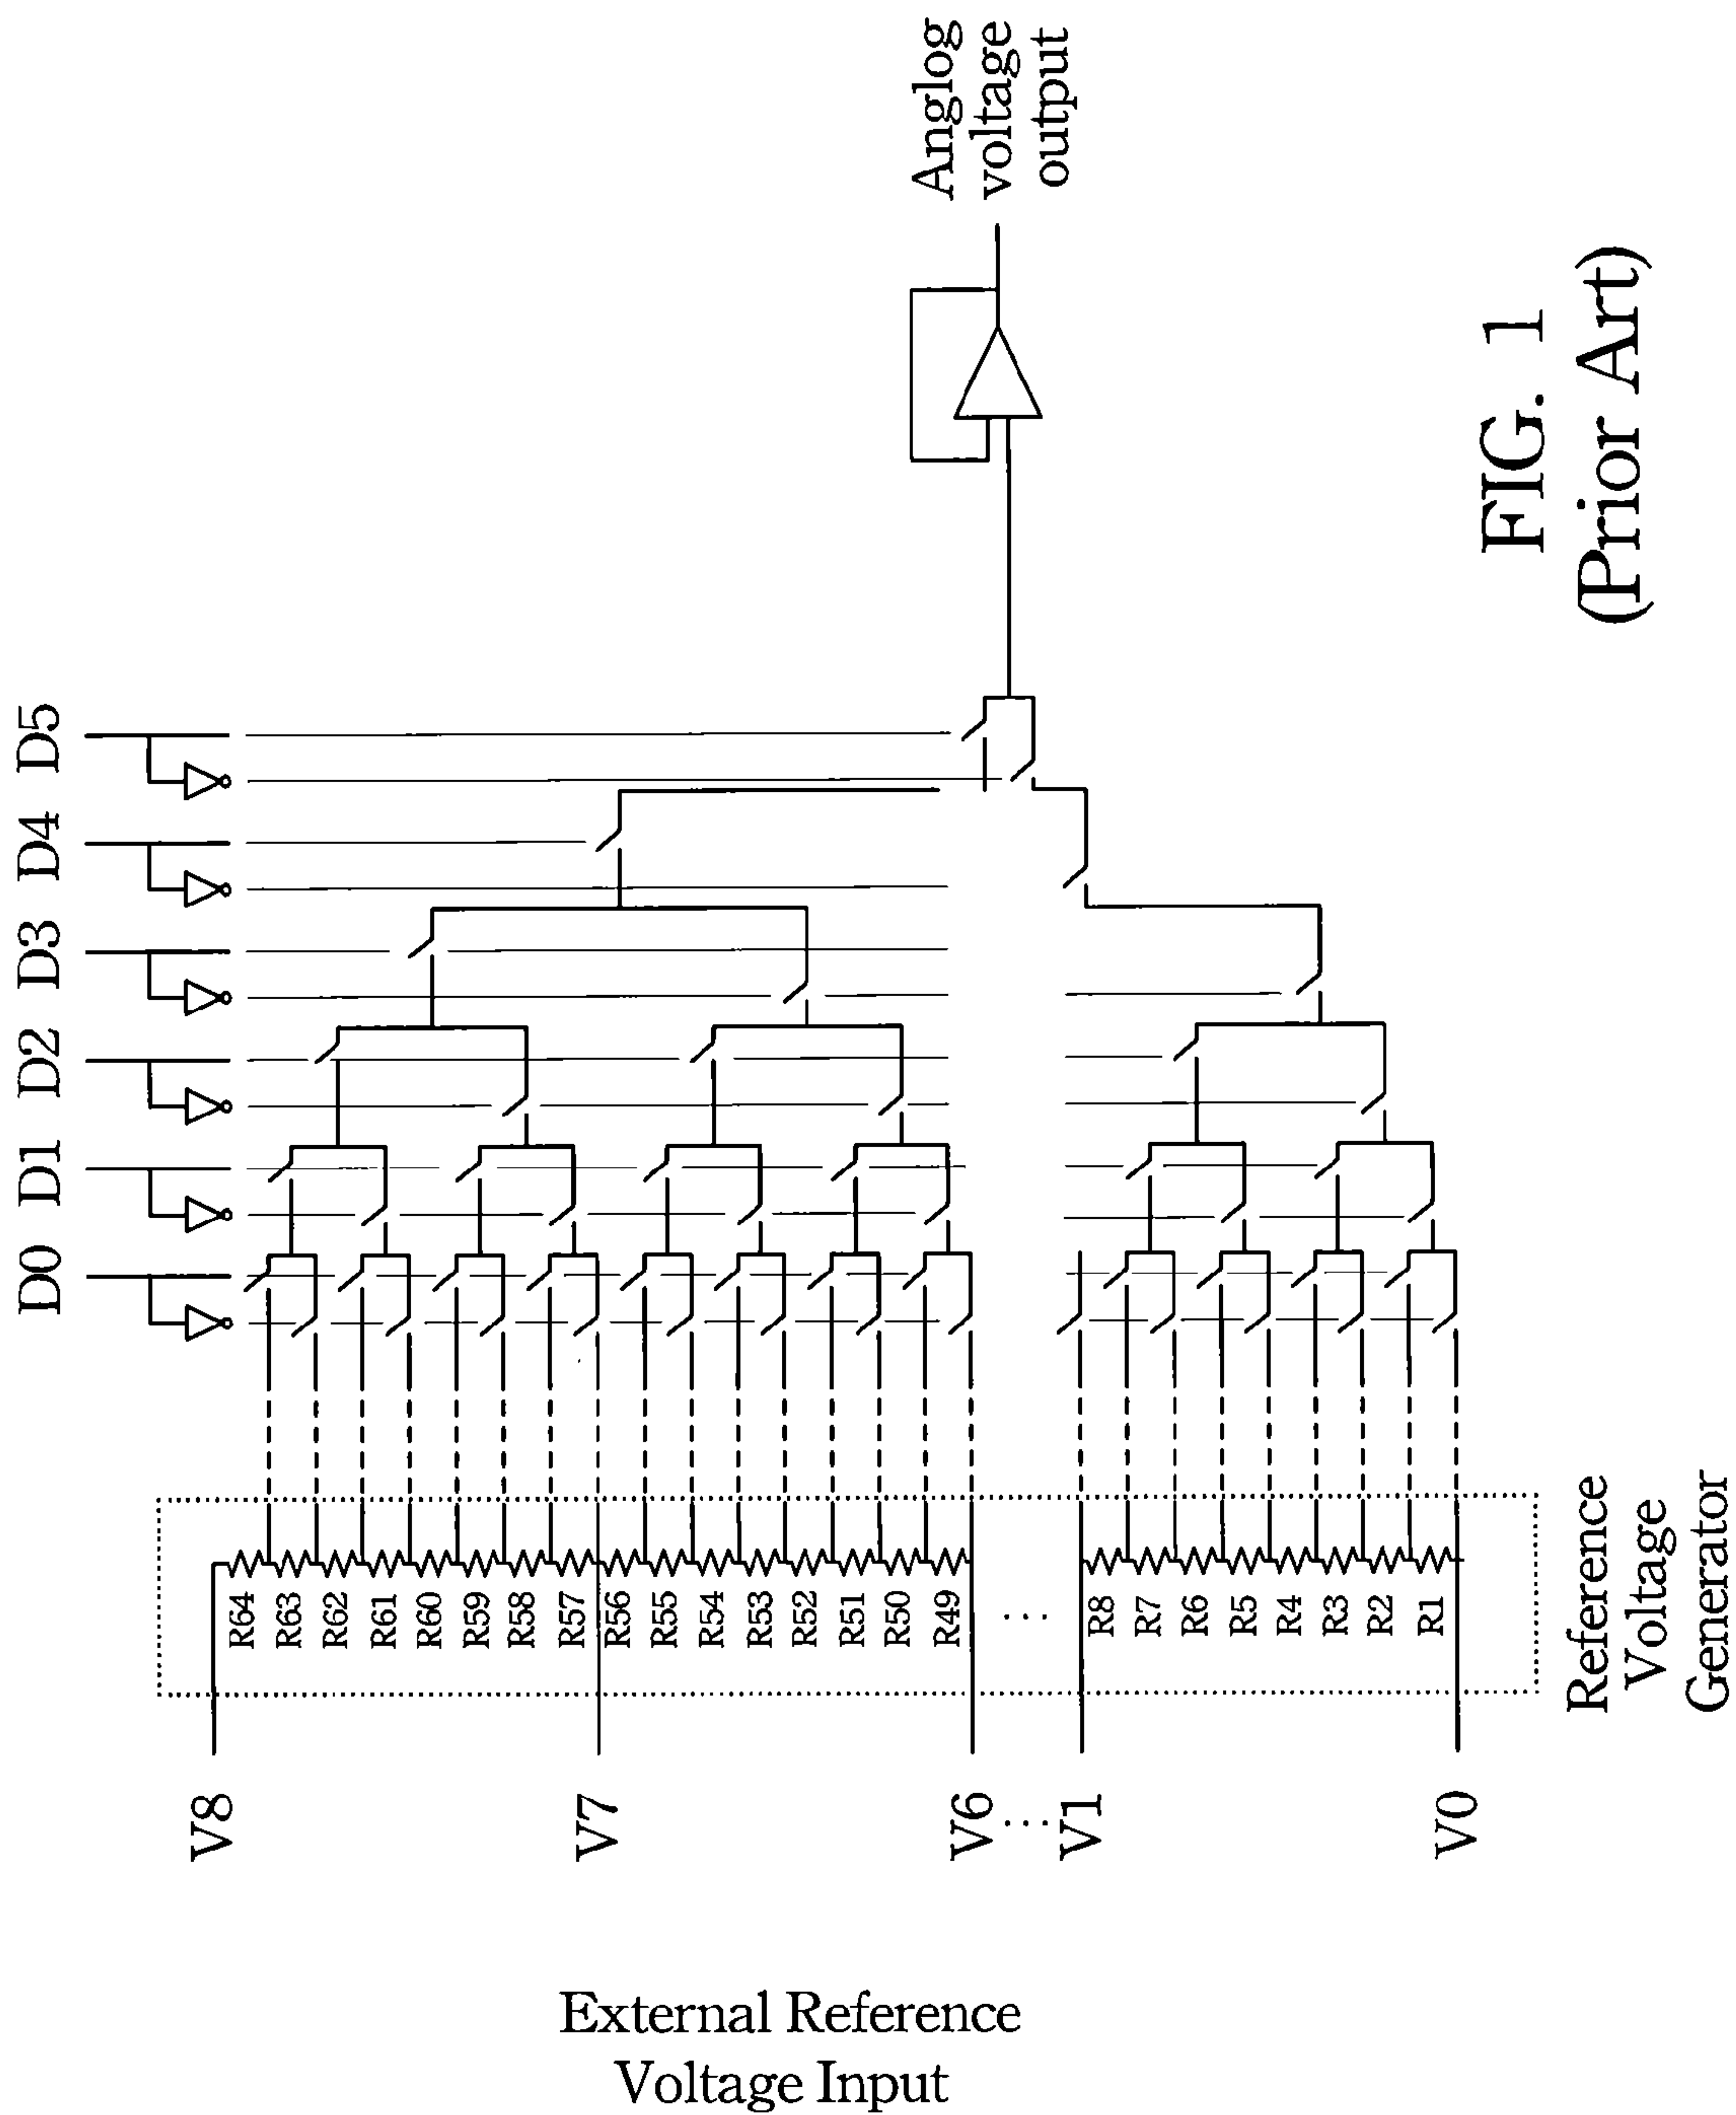 D0 D1 D2 D3 D4 D5
Anglog
voltage
output
V8
V7
V6
...
V1
V0
R64
R63
R62
R61
R60
R59
R58
R57
R56
R55
R54
R53
R52
R51
R50
R49
...
R8
R7
R6
R5
R4
R3
R2
R1
Reference
Voltage
Generator
External Reference
Voltage Input
FIG. 1
(Prior Art)